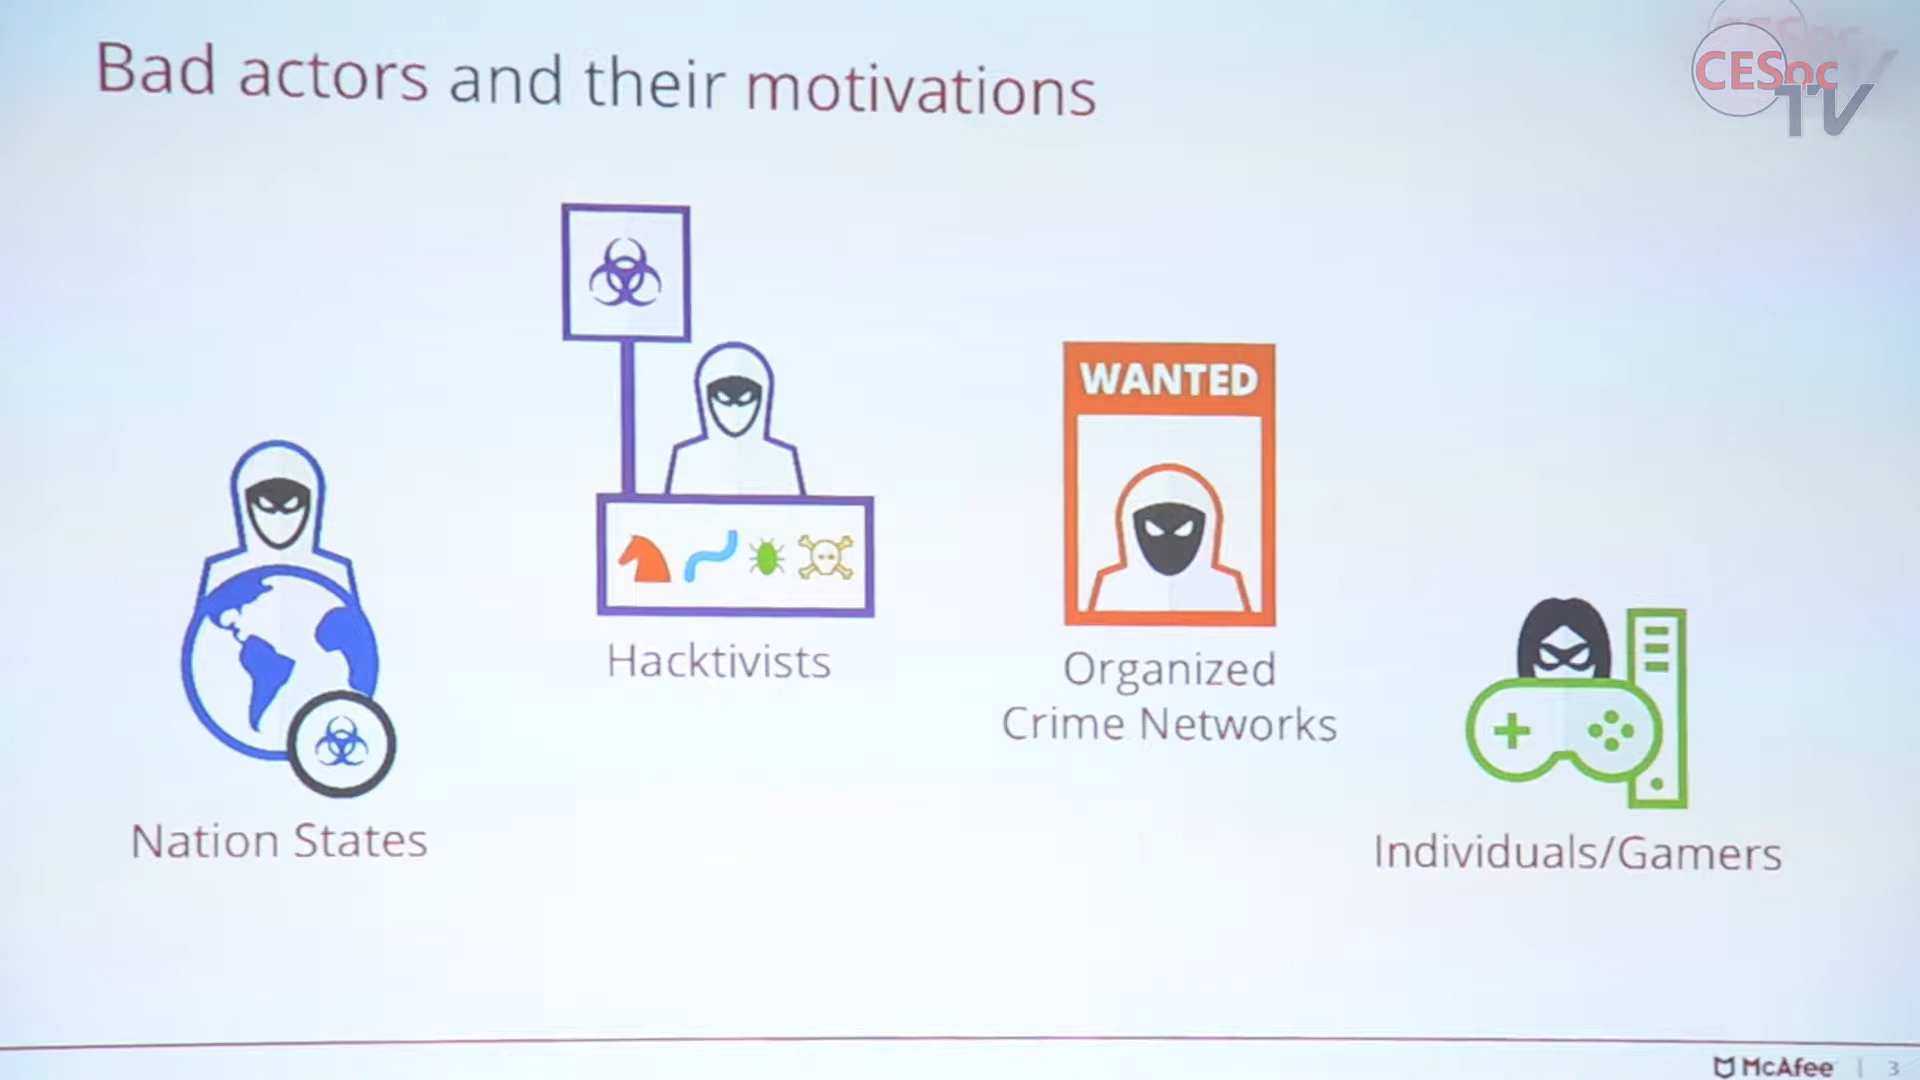 Bad actors and their motivations
CESoc
TV
WANTED
Hacktivists
Organized
Crime Networks
Nation States
Individuals/Gamers
McAfee | 3